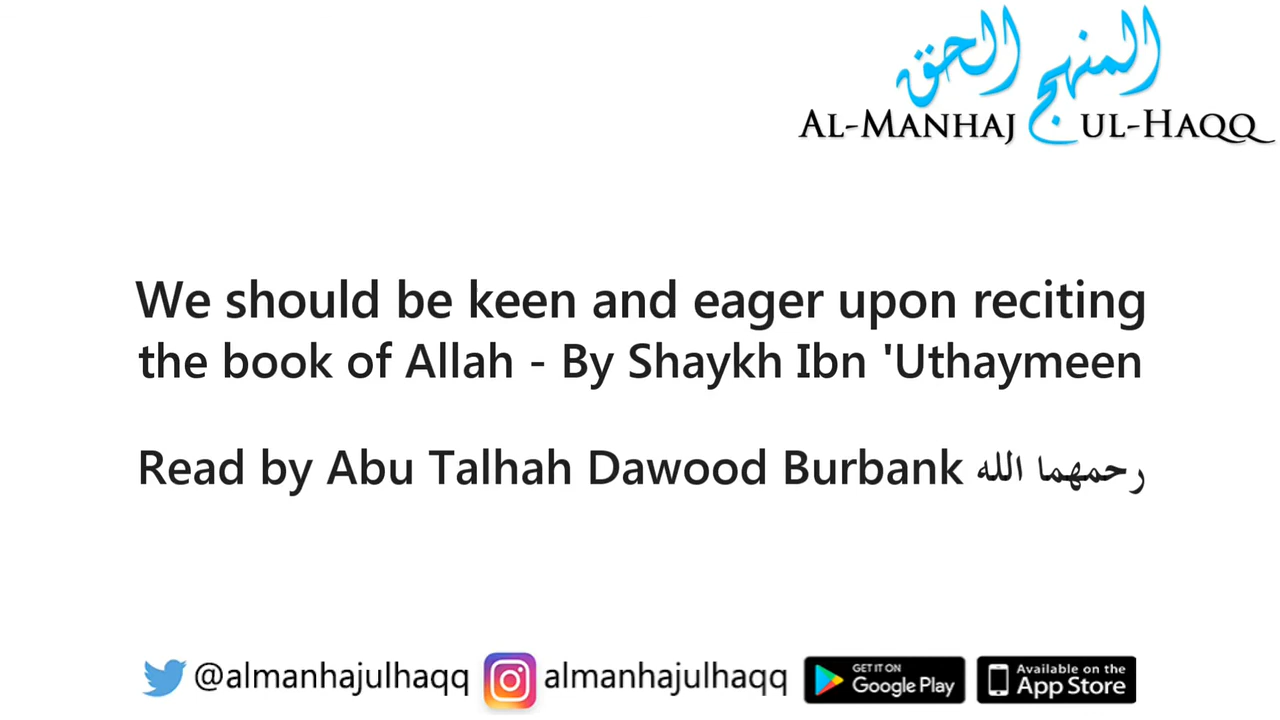 المنهج الحق
AL-MANHAJ UL-HAQQ
We should be keen and eager upon reciting
the book of Allah - By Shaykh Ibn 'Uthaymeen
Read by Abu Talhah Dawood Burbank رحمهما الله
@almanhajulhaqq almanhajulhaqq GET IT ON Google Play Available on the App Store